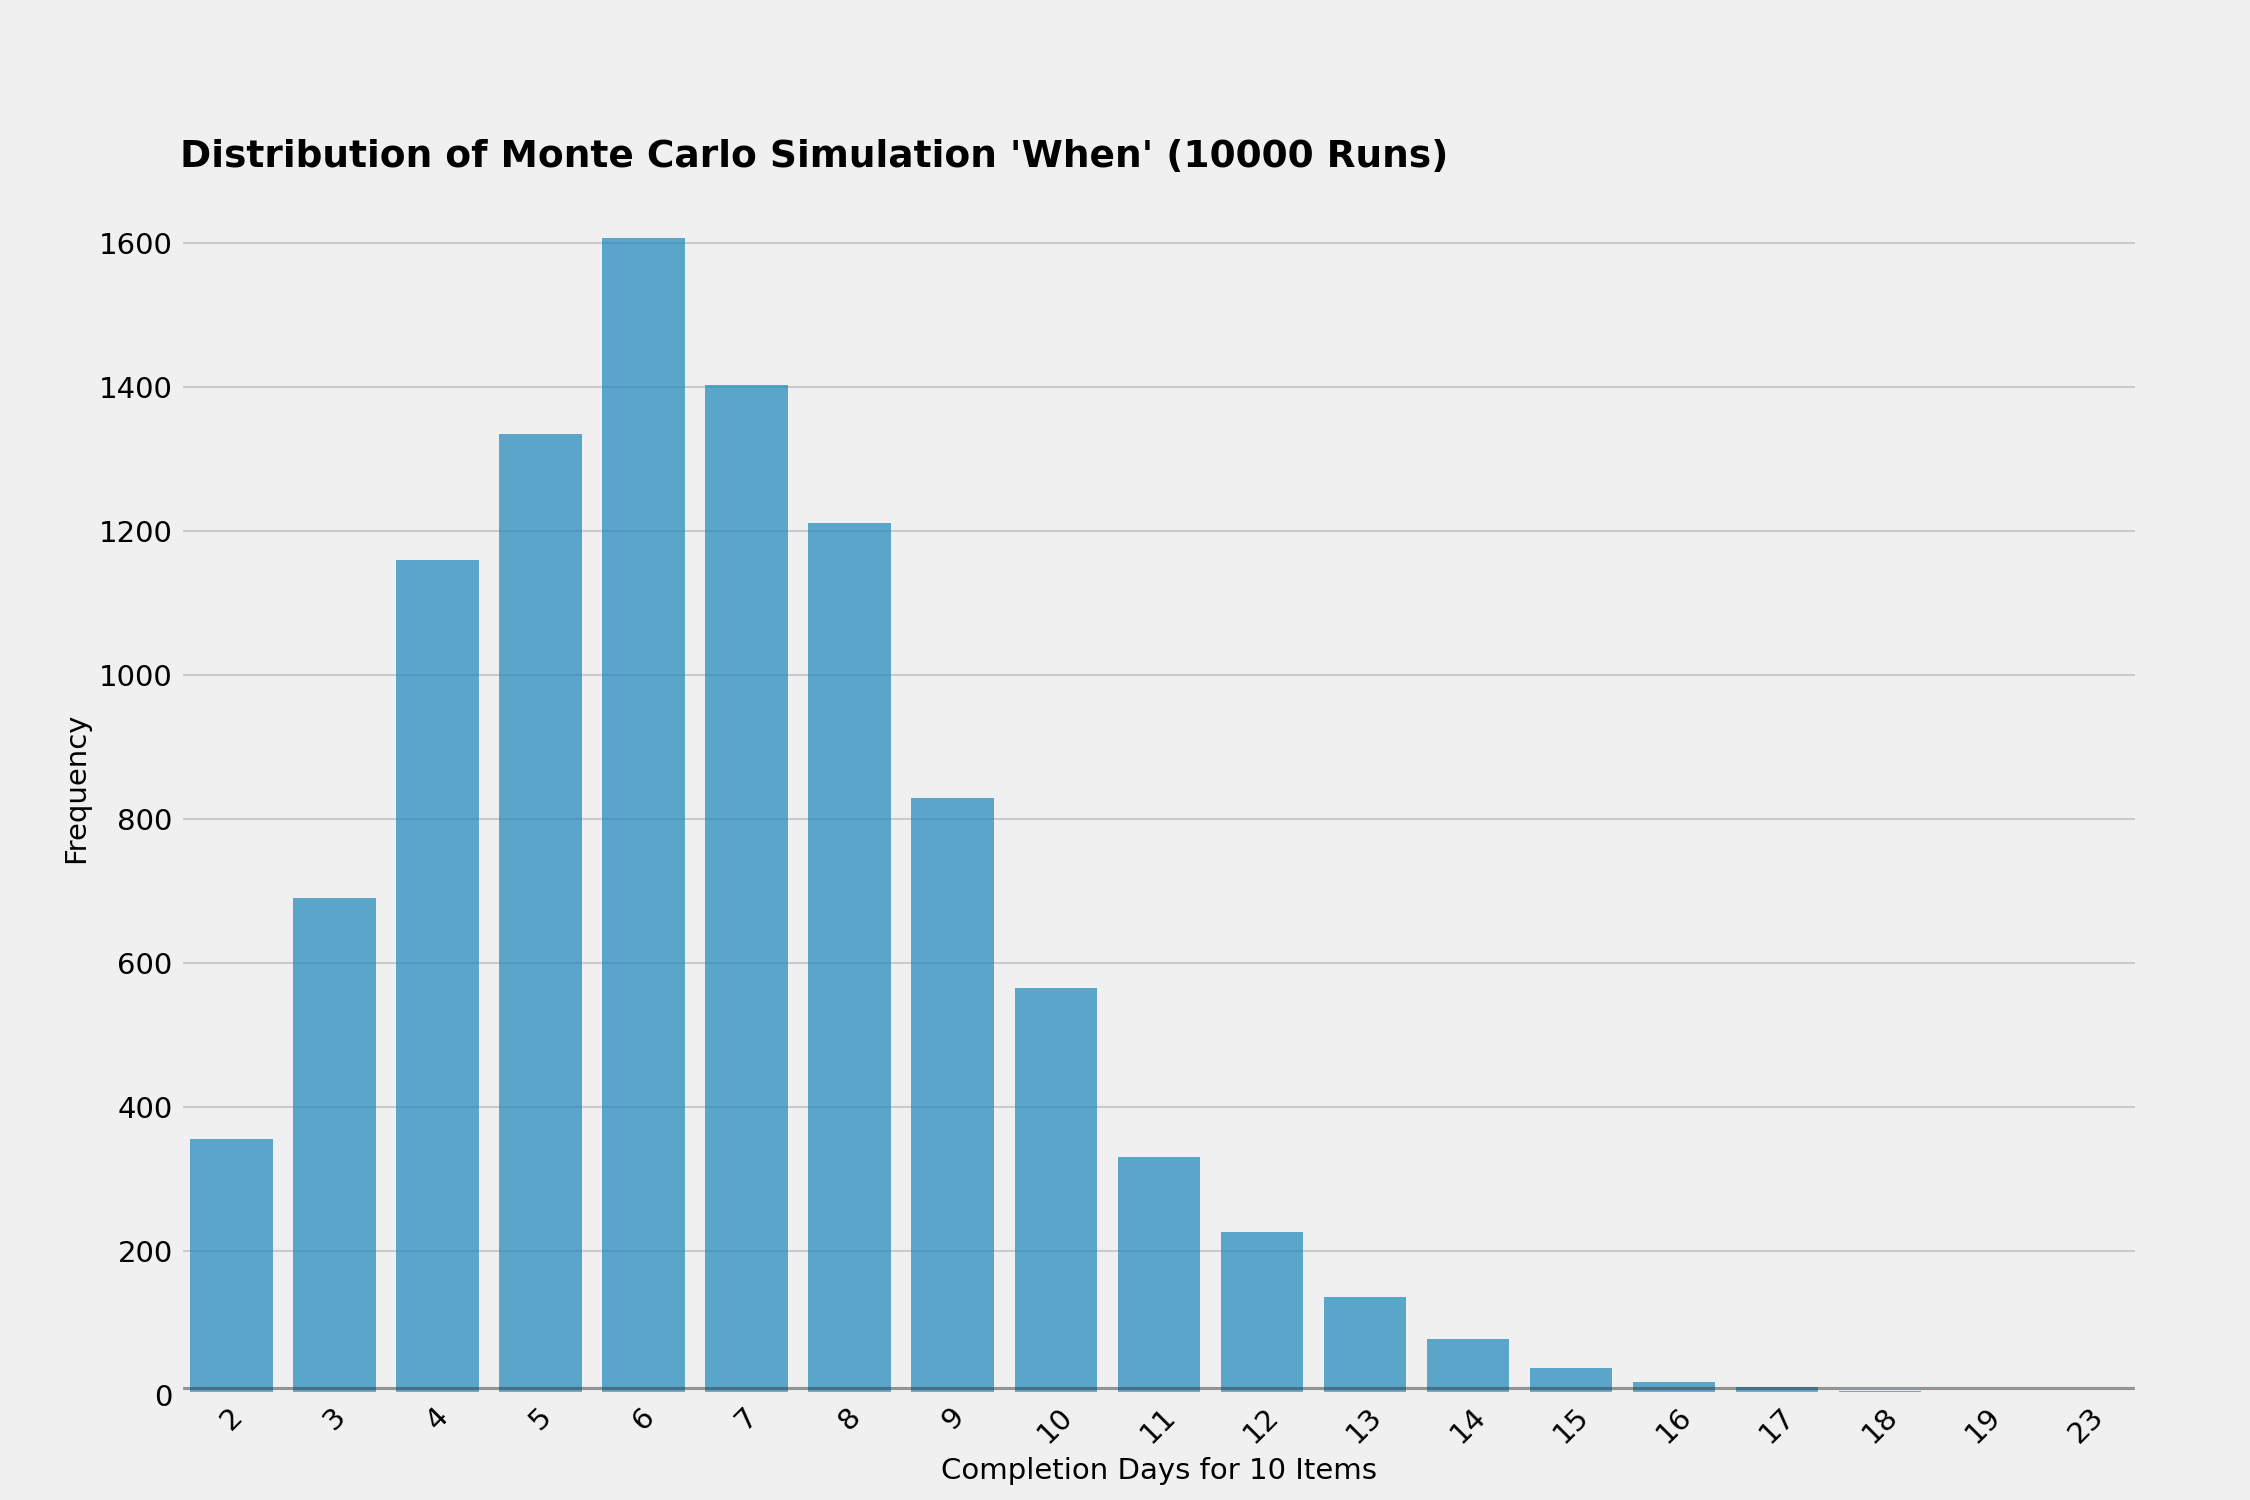 Distribution of Monte Carlo Simulation 'When' (10000 Runs)
1600
1400
1200
1000
800
600
400
200
0
Frequency
2 3 4 5 6 7 8 9 10 11 12 13 14 15 16 17 18 19 23
Completion Days for 10 Items